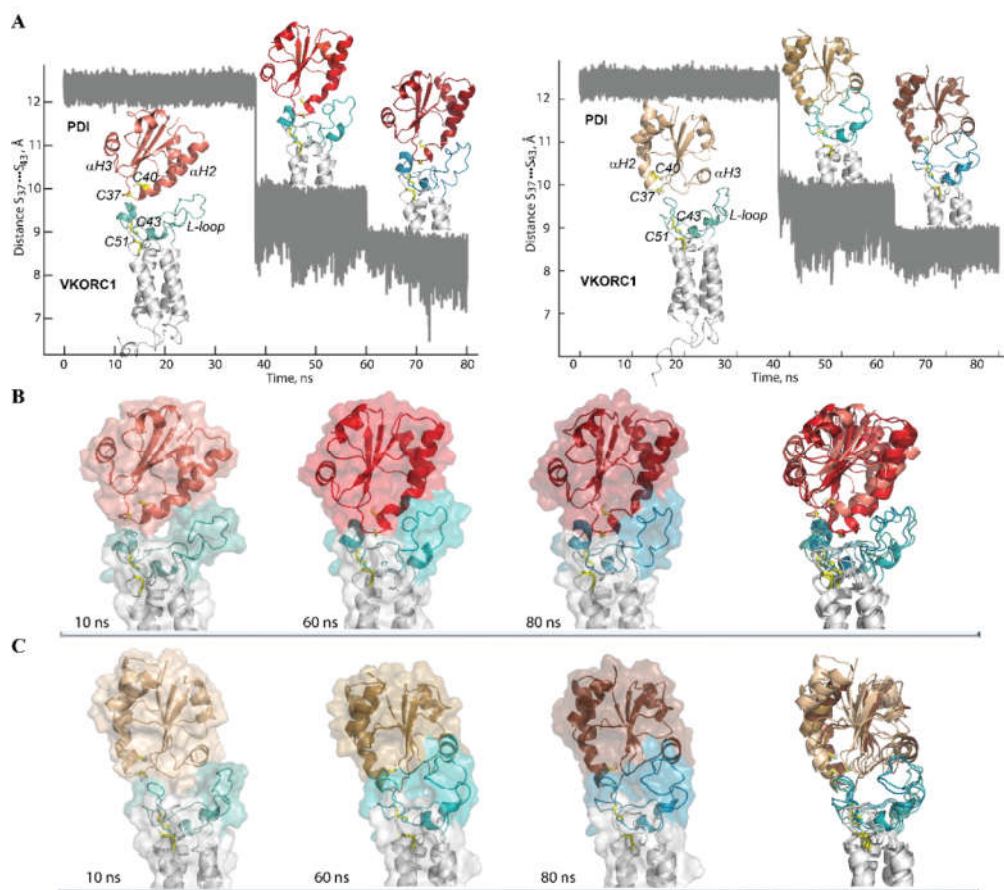 A
Distance S37•••S43, Å
12
11
10
9
8
7
PDI
αH3
C40
αH2
C37
C43
L-loop
C51
VKORC1
0
10
20
30
40
50
60
70
80
Time, ns
Distance S37•••S43, Å
12
11
10
9
8
7
PDI
αH2
C40
αH3
C37
C43
L-loop
C51
VKORC1
0
10
20
30
40
50
60
70
80
Time, ns
B
10 ns
60 ns
80 ns
C
10 ns
60 ns
80 ns